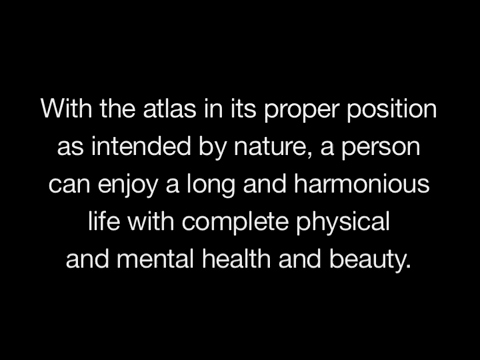 With the atlas in its proper position
as intended by nature, a person
can enjoy a long and harmonious
life with complete physical
and mental health and beauty.